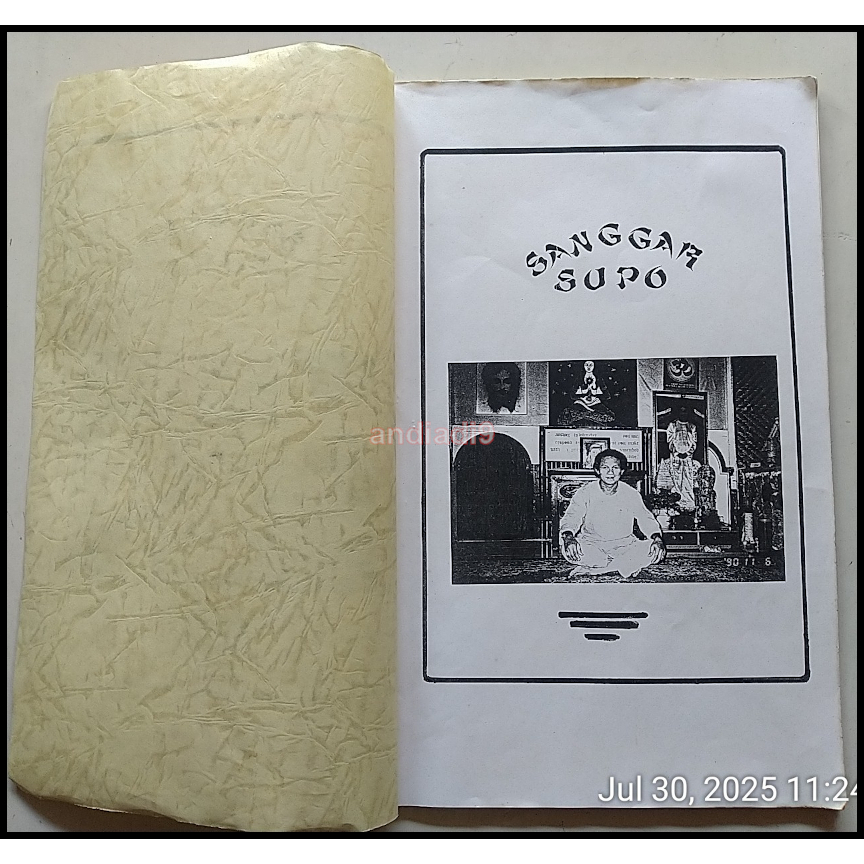 SANGGAR
SUPO
andiadi9
'90 11 6
Jul 30, 2025 11:24